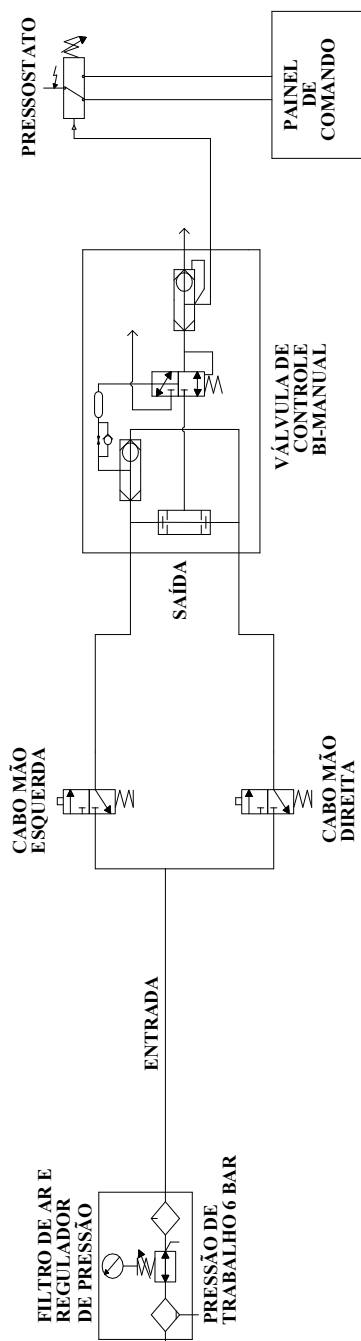 FILTRO DE AR E
REGULADOR
DE PRESSÃO
PRESSÃO DE
TRABALHO 6 BAR
ENTRADA
CABO MÃO
ESQUERDA
CABO MÃO
DIREITA
SAÍDA
VÁLVULA DE
CONTROLE
BI-MANUAL
PRESSOSTATO
PAINEL
DE
COMANDO